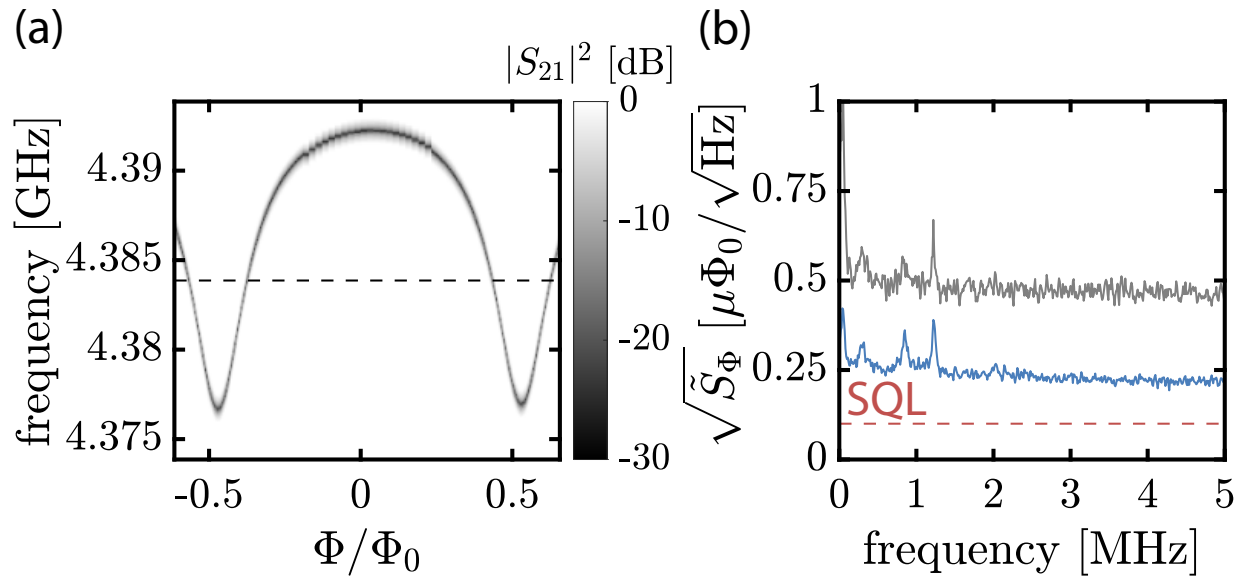 (a)
|S₂₁|² [dB]
frequency [GHz]
4.39
4.385
4.38
4.375
-0.5
0
0.5
Φ/Φ₀
0
-10
-20
-30
(b)
√S̃_Φ [μΦ₀/√Hz]
1
0.75
0.5
0.25
0
SQL
0
1
2
3
4
5
frequency [MHz]